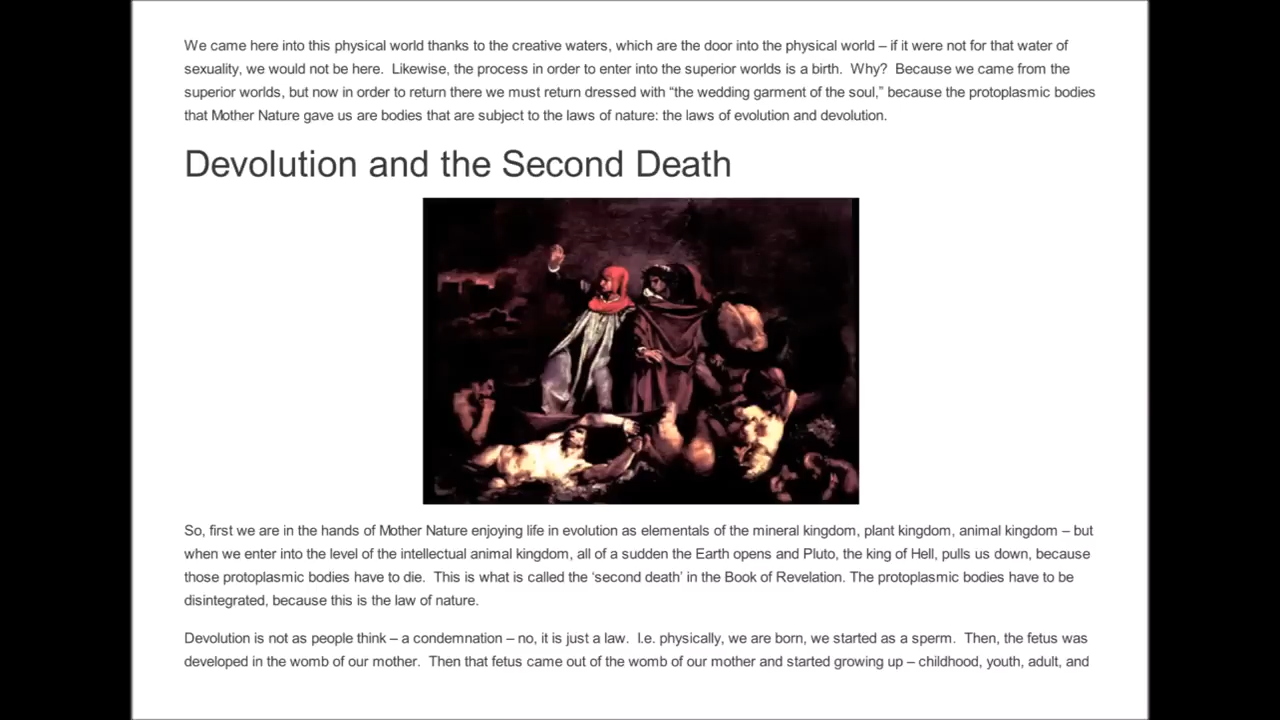 We came here into this physical world thanks to the creative waters, which are the door into the physical world – if it were not for that water of
sexuality, we would not be here.  Likewise, the process in order to enter into the superior worlds is a birth.  Why?  Because we came from the
superior worlds, but now in order to return there we must return dressed with “the wedding garment of the soul,” because the protoplasmic bodies
that Mother Nature gave us are bodies that are subject to the laws of nature: the laws of evolution and devolution.
Devolution and the Second Death
So, first we are in the hands of Mother Nature enjoying life in evolution as elementals of the mineral kingdom, plant kingdom, animal kingdom – but
when we enter into the level of the intellectual animal kingdom, all of a sudden the Earth opens and Pluto, the king of Hell, pulls us down, because
those protoplasmic bodies have to die.  This is what is called the ‘second death’ in the Book of Revelation. The protoplasmic bodies have to be
disintegrated, because this is the law of nature.
Devolution is not as people think – a condemnation – no, it is just a law.  I.e. physically, we are born, we started as a sperm.  Then, the fetus was
developed in the womb of our mother.  Then that fetus came out of the womb of our mother and started growing up – childhood, youth, adult, and